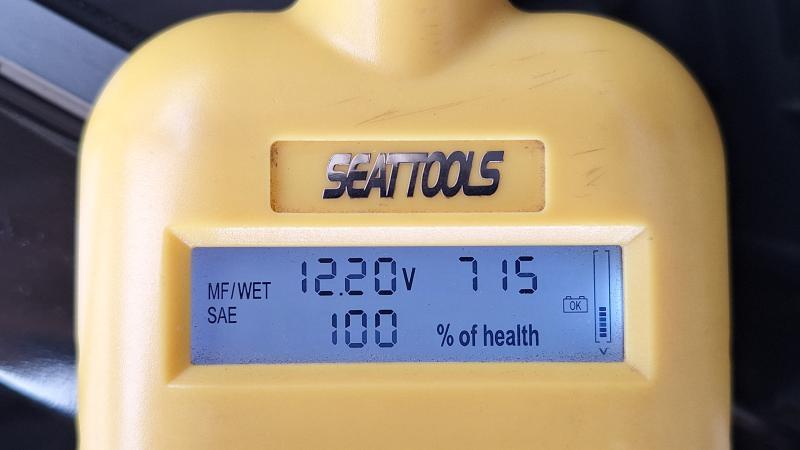 SEATTOOLS
MF/WET 12.20V 715
SAE 100 % of health
OK